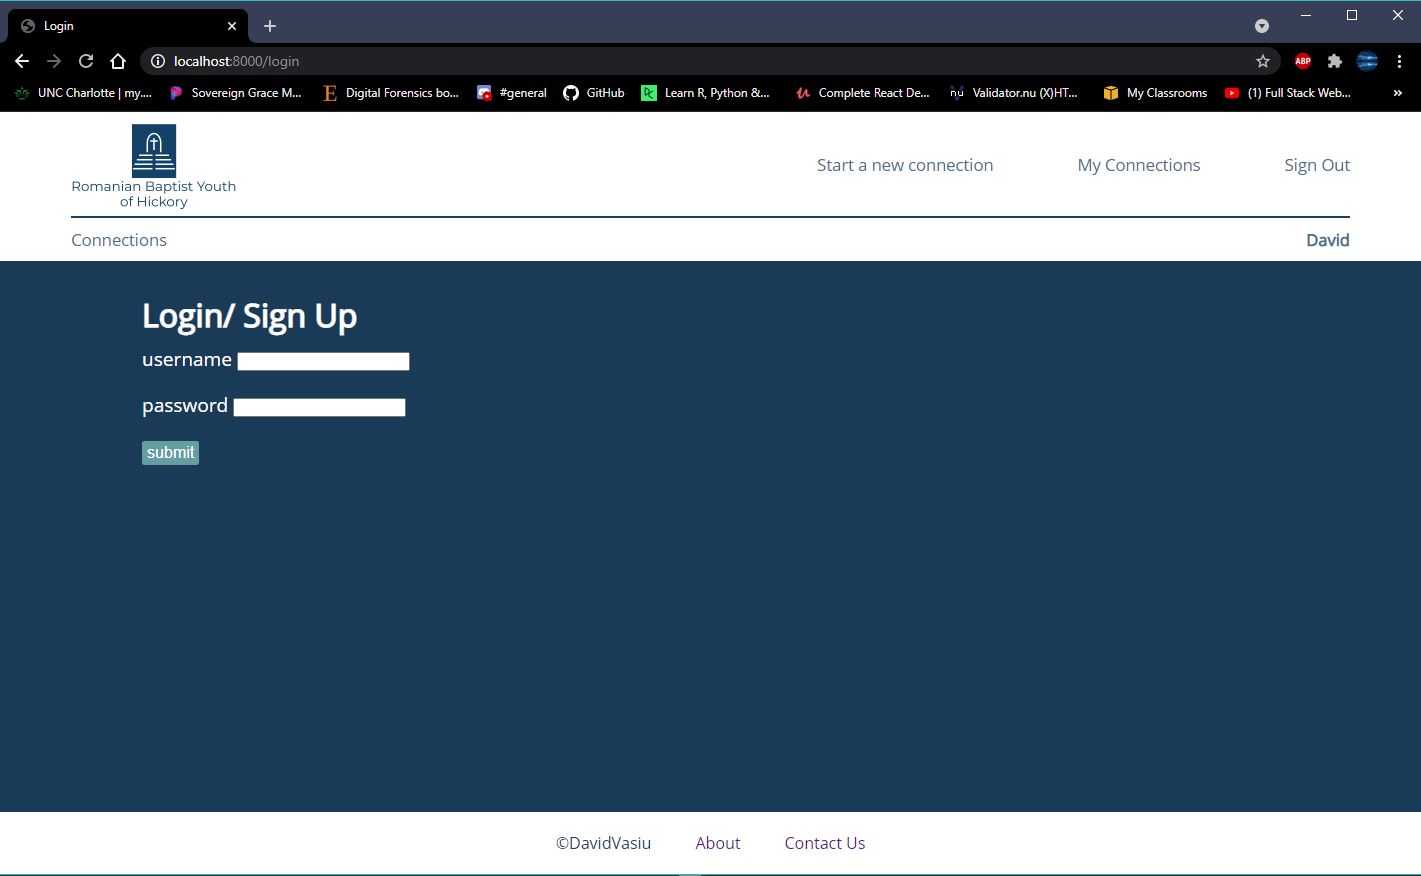 Login
localhost:8000/login
ABP
UNC Charlotte | my....
Sovereign Grace M...
E
Digital Forensics bo...
#general
GitHub
Learn R, Python &...
Complete React De...
nu
Validator.nu (X)HT...
My Classrooms
(1) Full Stack Web...
»
Romanian Baptist Youth
of Hickory
Start a new connection
My Connections
Sign Out
Connections
David
Login/ Sign Up
username
password
submit
©DavidVasiu
About
Contact Us